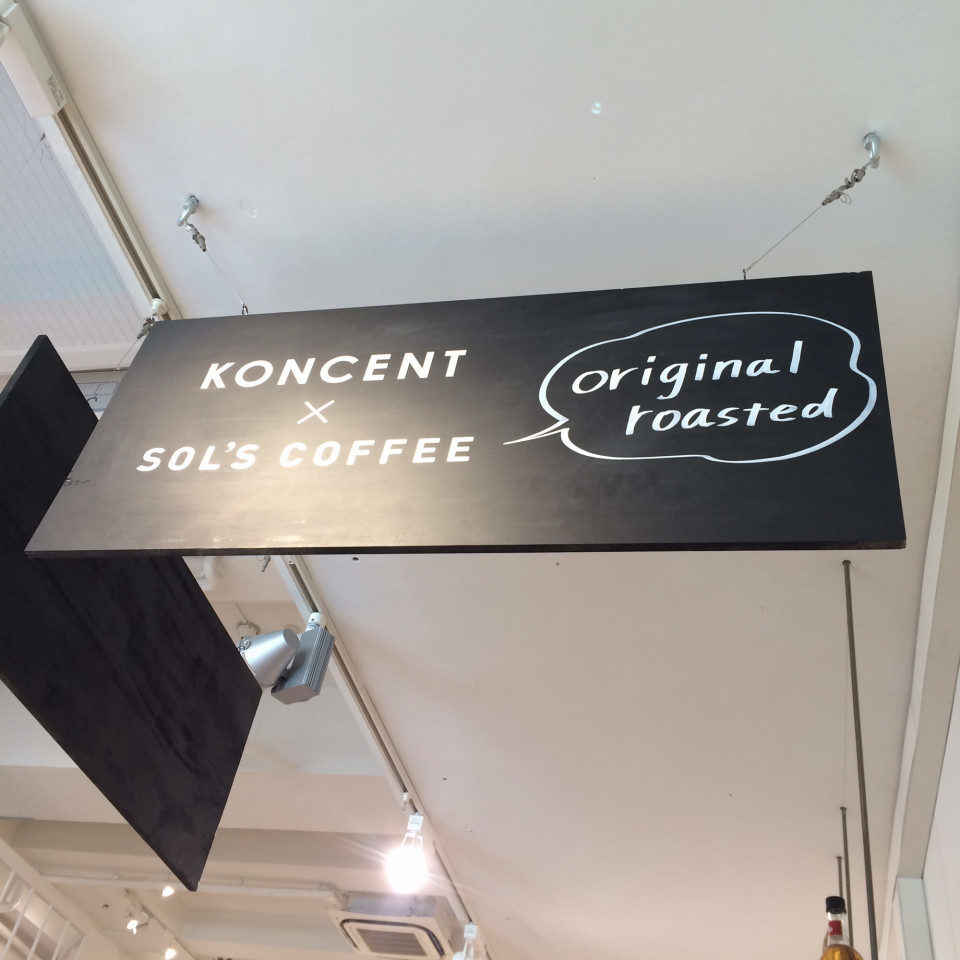 KONCENT
×
SOL'S COFFEE
original
roasted